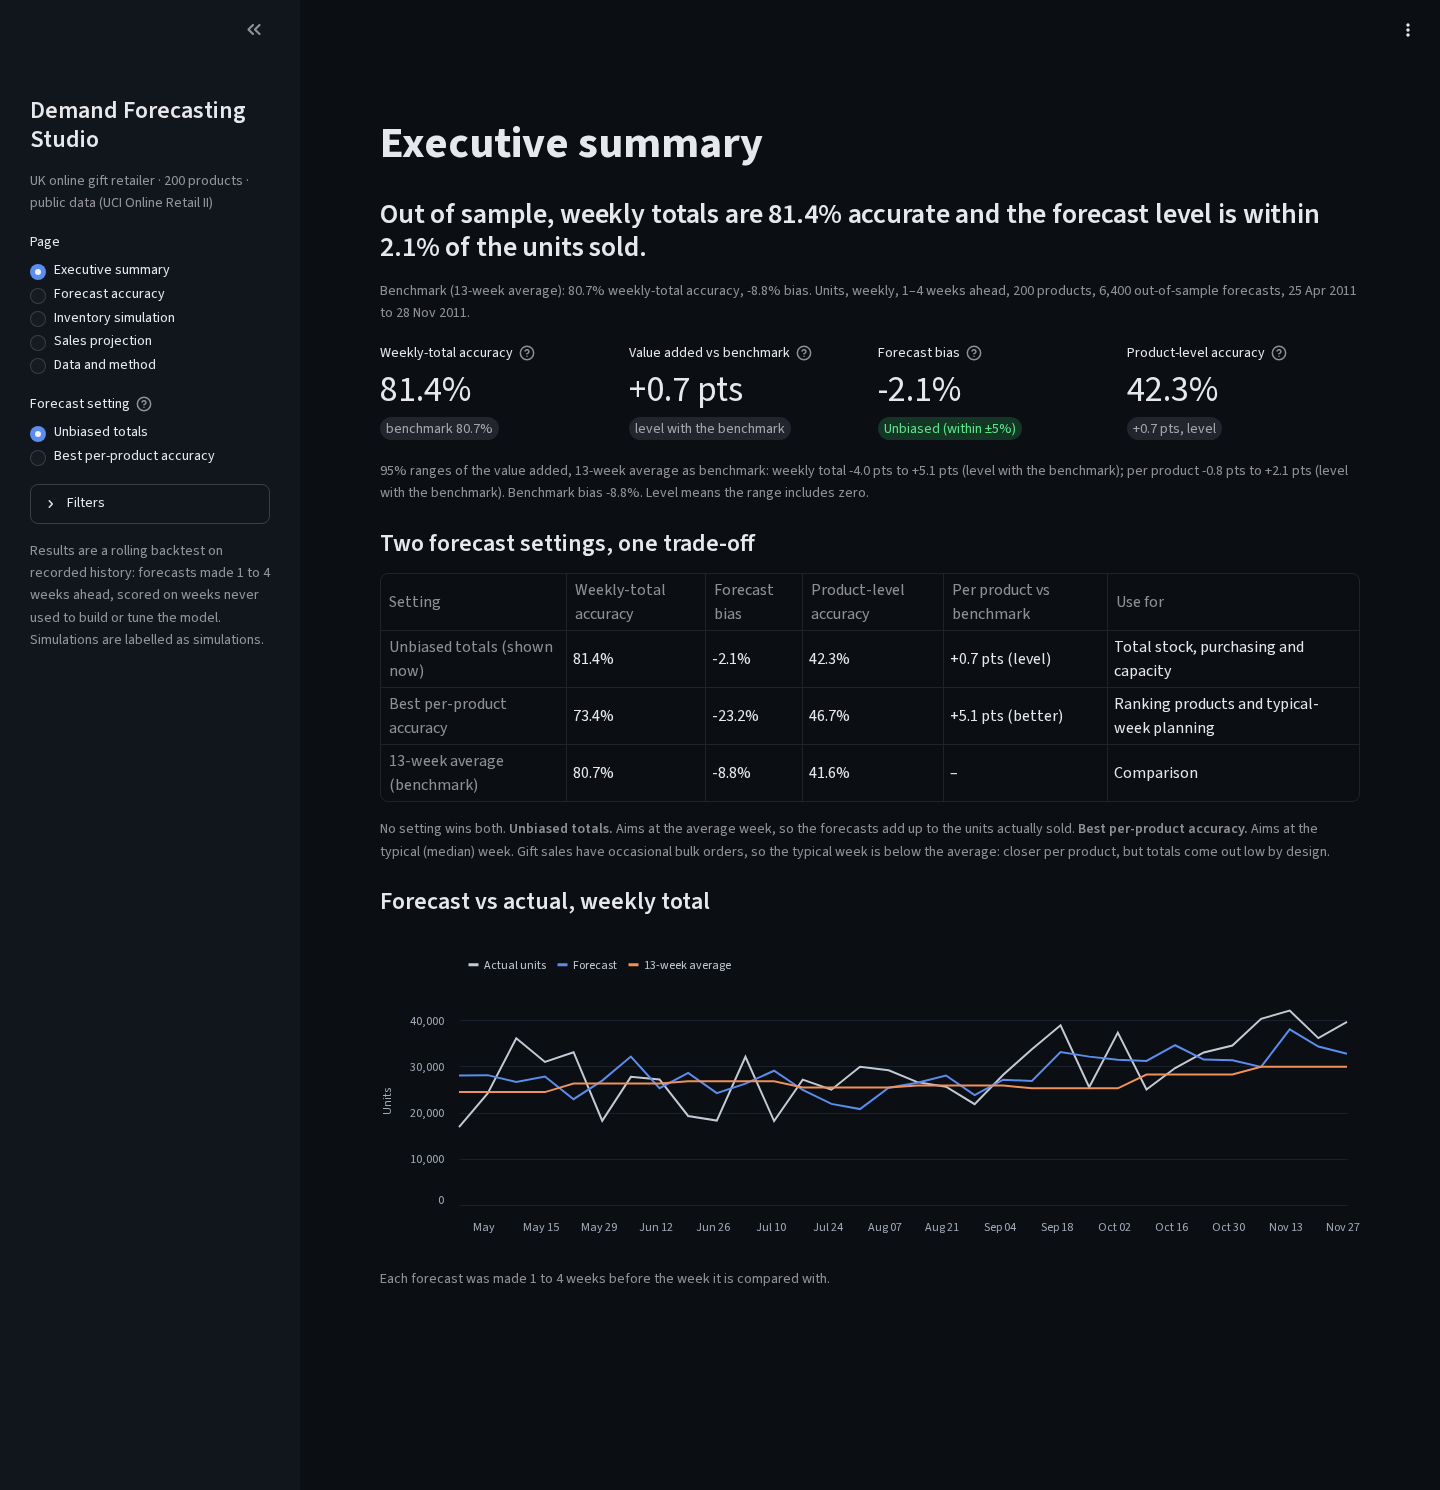 Demand Forecasting
Studio
UK online gift retailer · 200 products ·
public data (UCI Online Retail II)
Page
Executive summary
Forecast accuracy
Inventory simulation
Sales projection
Data and method
Forecast setting
Unbiased totals
Best per-product accuracy
Filters
Results are a rolling backtest on
recorded history: forecasts made 1 to 4
weeks ahead, scored on weeks never
used to build or tune the model.
Simulations are labelled as simulations.
Executive summary
Out of sample, weekly totals are 81.4% accurate and the forecast level is within
2.1% of the units sold.
Benchmark (13-week average): 80.7% weekly-total accuracy, -8.8% bias. Units, weekly, 1–4 weeks ahead, 200 products, 6,400 out-of-sample forecasts, 25 Apr 2011
to 28 Nov 2011.
Weekly-total accuracy
81.4%
benchmark 80.7%
Value added vs benchmark
+0.7 pts
level with the benchmark
Forecast bias
-2.1%
Unbiased (within ±5%)
Product-level accuracy
42.3%
+0.7 pts, level
95% ranges of the value added, 13-week average as benchmark: weekly total -4.0 pts to +5.1 pts (level with the benchmark); per product -0.8 pts to +2.1 pts (level
with the benchmark). Benchmark bias -8.8%. Level means the range includes zero.
Two forecast settings, one trade-off
Setting
Weekly-total
accuracy
Forecast
bias
Product-level
accuracy
Per product vs
benchmark
Use for
Unbiased totals (shown
now)
81.4%
-2.1%
42.3%
+0.7 pts (level)
Total stock, purchasing and
capacity
Best per-product
accuracy
73.4%
-23.2%
46.7%
+5.1 pts (better)
Ranking products and typical-
week planning
13-week average
(benchmark)
80.7%
-8.8%
41.6%
–
Comparison
No setting wins both. Unbiased totals. Aims at the average week, so the forecasts add up to the units actually sold. Best per-product accuracy. Aims at the
typical (median) week. Gift sales have occasional bulk orders, so the typical week is below the average: closer per product, but totals come out low by design.
Forecast vs actual, weekly total
Actual units Forecast 13-week average
40,000
30,000
20,000
10,000
0
Units
May May 15 May 29 Jun 12 Jun 26 Jul 10 Jul 24 Aug 07 Aug 21 Sep 04 Sep 18 Oct 02 Oct 16 Oct 30 Nov 13 Nov 27
Each forecast was made 1 to 4 weeks before the week it is compared with.